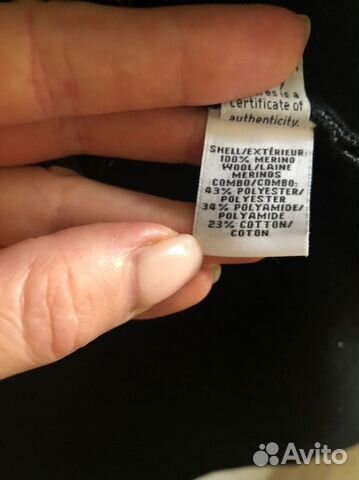 is a
certificate of
authenticity.
SHELL/EXTÉRIEUR:
100% MERINO
WOOL/LAINE
MERINOS
COMBO/COMBO:
43% POLYESTER/
POLYESTER
34% POLYAMIDE/
POLYAMIDE
23% COTTON/
COTON
Avito